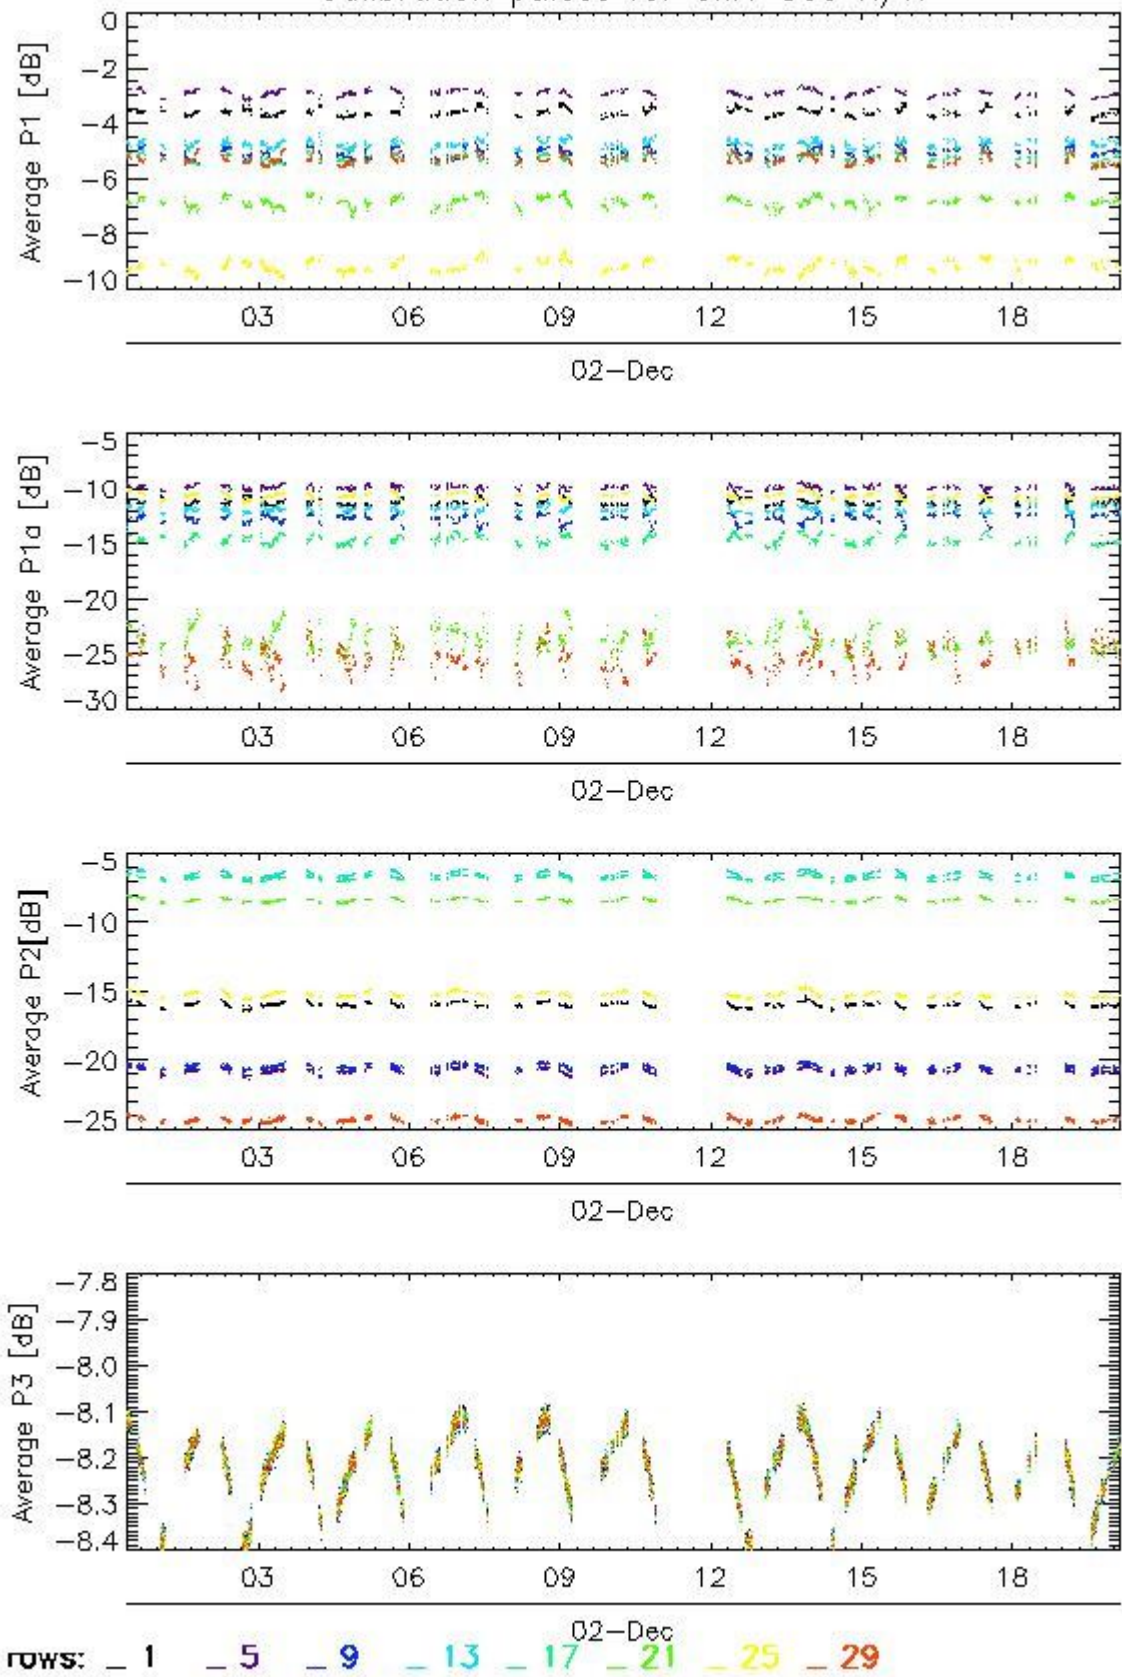 0
-2
-4
-6
-8
-10
Average P1 [dB]
03 06 09 12 15 18
02-Dec
-5
-10
-15
-20
-25
-30
Average P1a [dB]
03 06 09 12 15 18
02-Dec
-5
-10
-15
-20
-25
Average P2[dB]
03 06 09 12 15 18
02-Dec
-7.8
-7.9
-8.0
-8.1
-8.2
-8.3
-8.4
Average P3 [dB]
03 06 09 12 15 18
02-Dec
rows: _ 1 _ 5 _ 9 _ 13 _ 17 _ 21 _ 25 _ 29